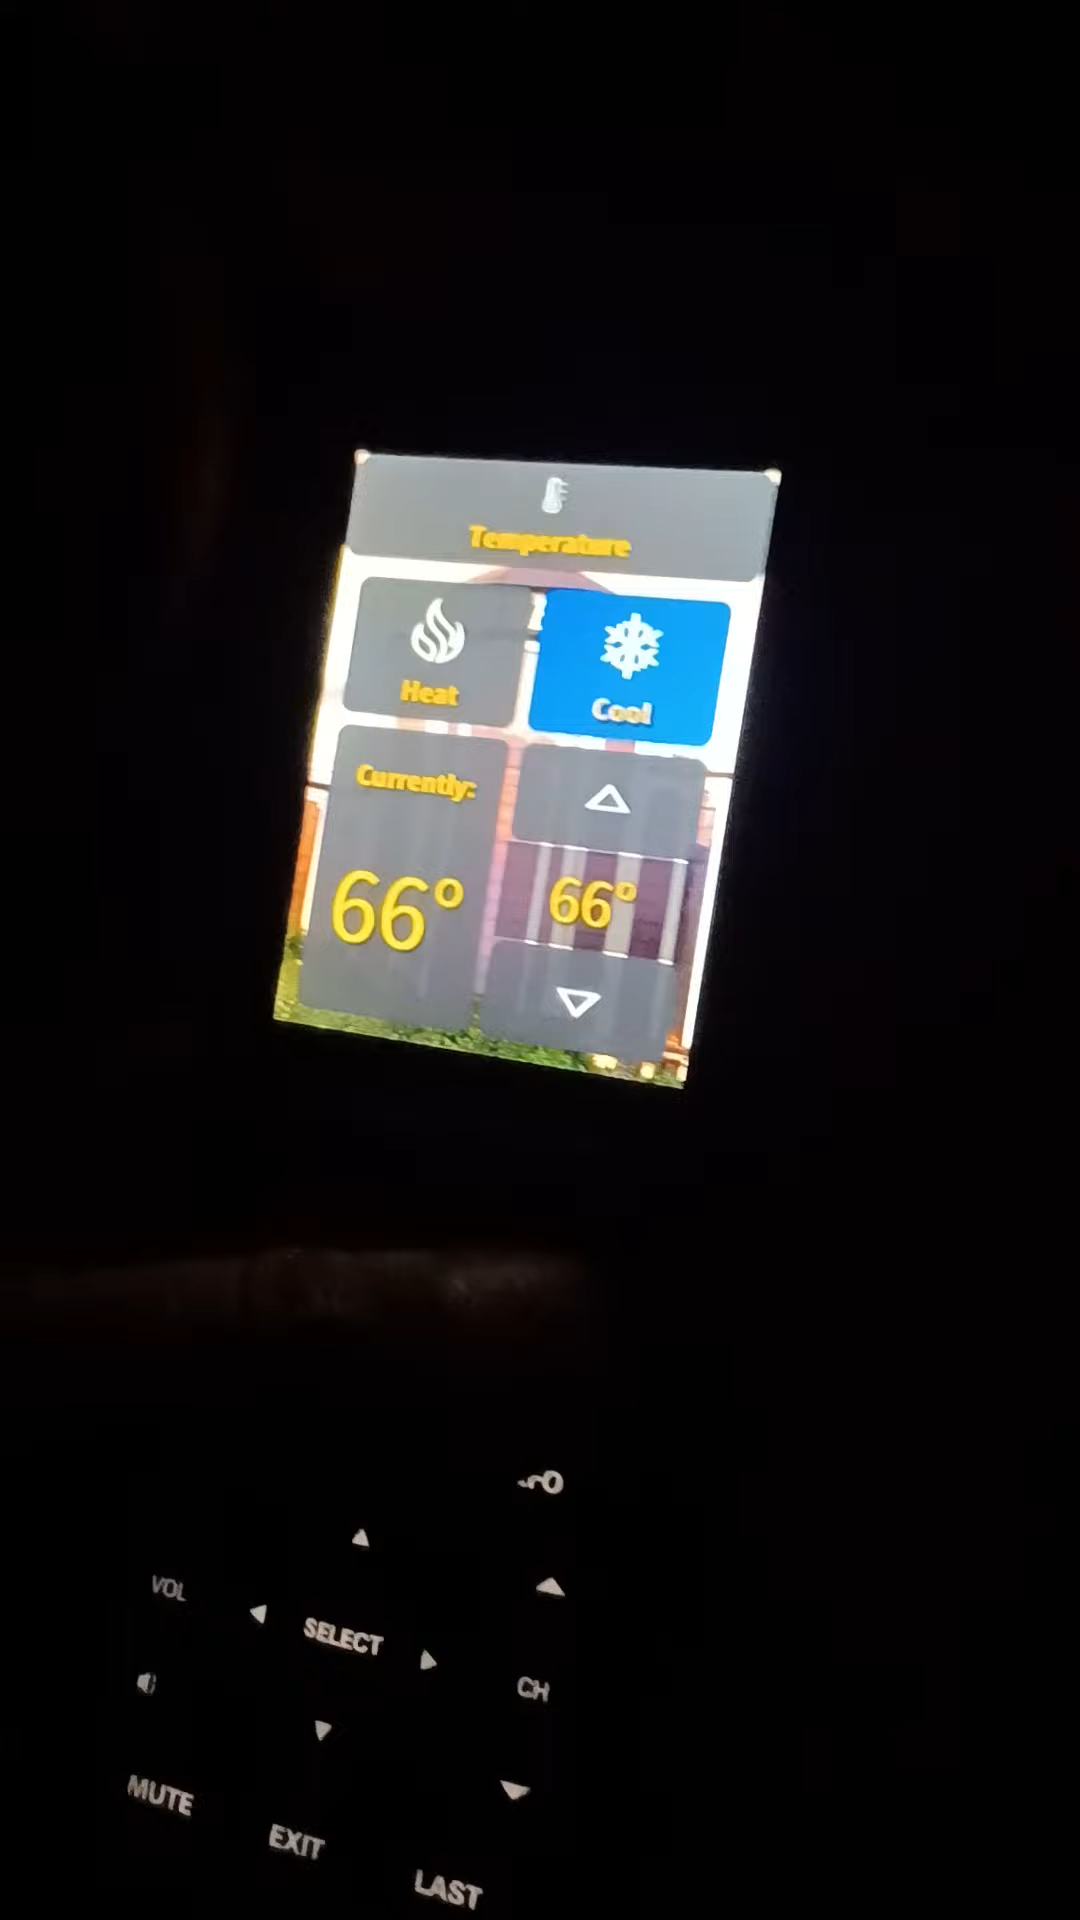 Temperature
Heat
Cool
Currently:
66°
66°
VOL
SELECT
CH
MUTE
EXIT
LAST